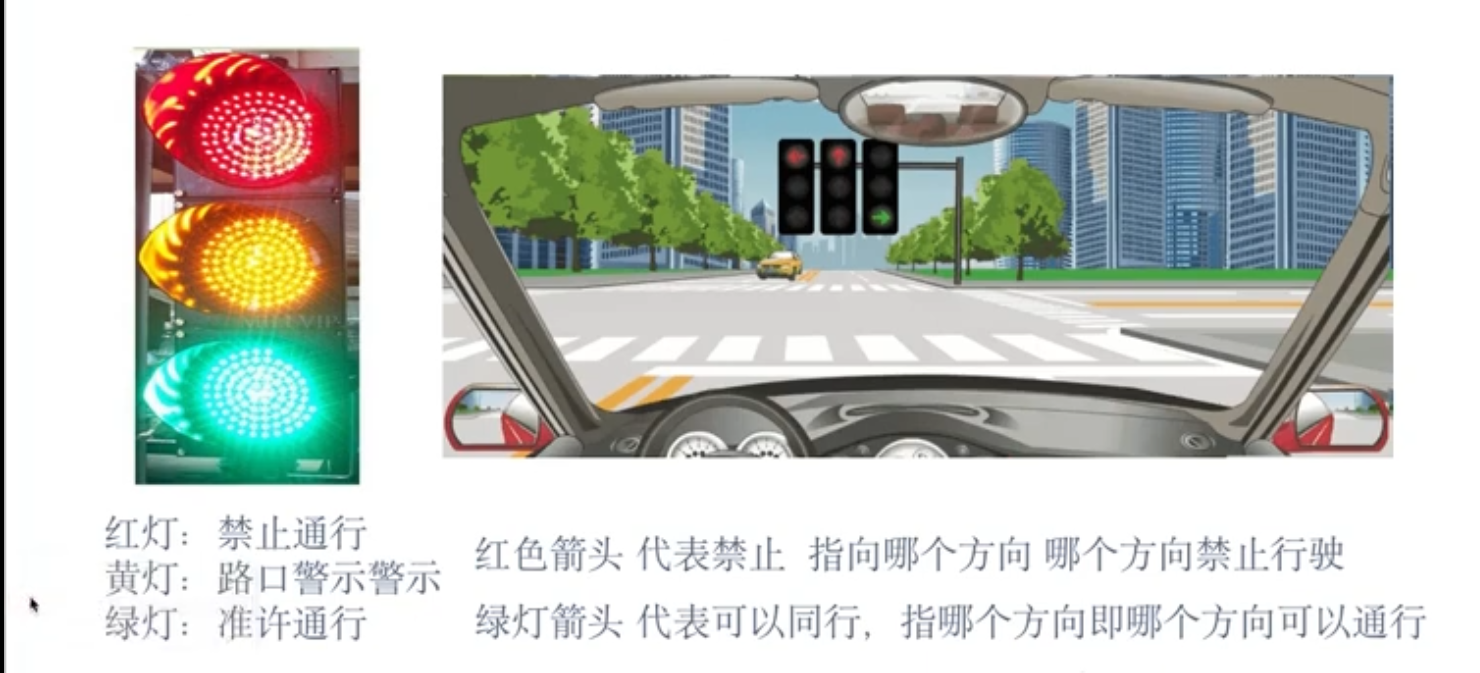 红灯：禁止通行
黄灯：路口警示警示
绿灯：准许通行
红色箭头 代表禁止 指向哪个方向 哪个方向禁止行驶
绿灯箭头 代表可以同行，指哪个方向即哪个方向可以通行